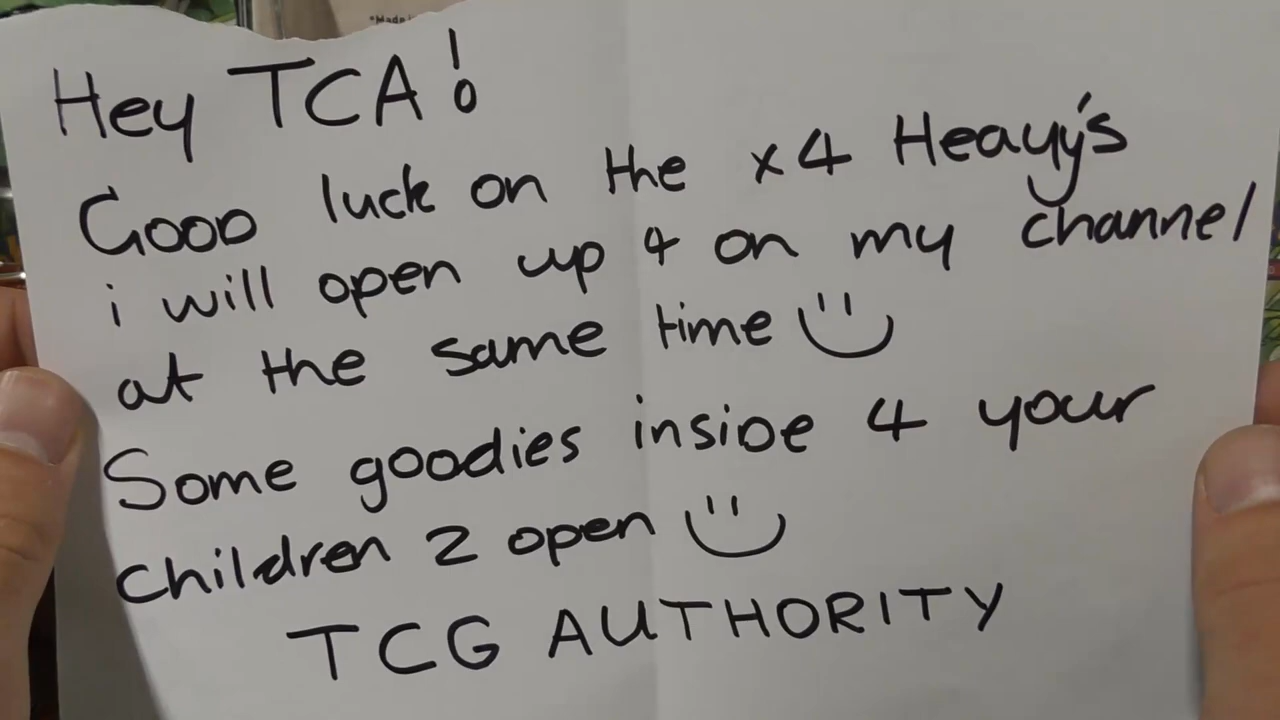 *Made i
Hey TCA!
Good luck on the x4 Heavy's
i will open up 4 on my channel
at the same time
Some goodies inside 4 your
children 2 open
TCG AUTHORITY